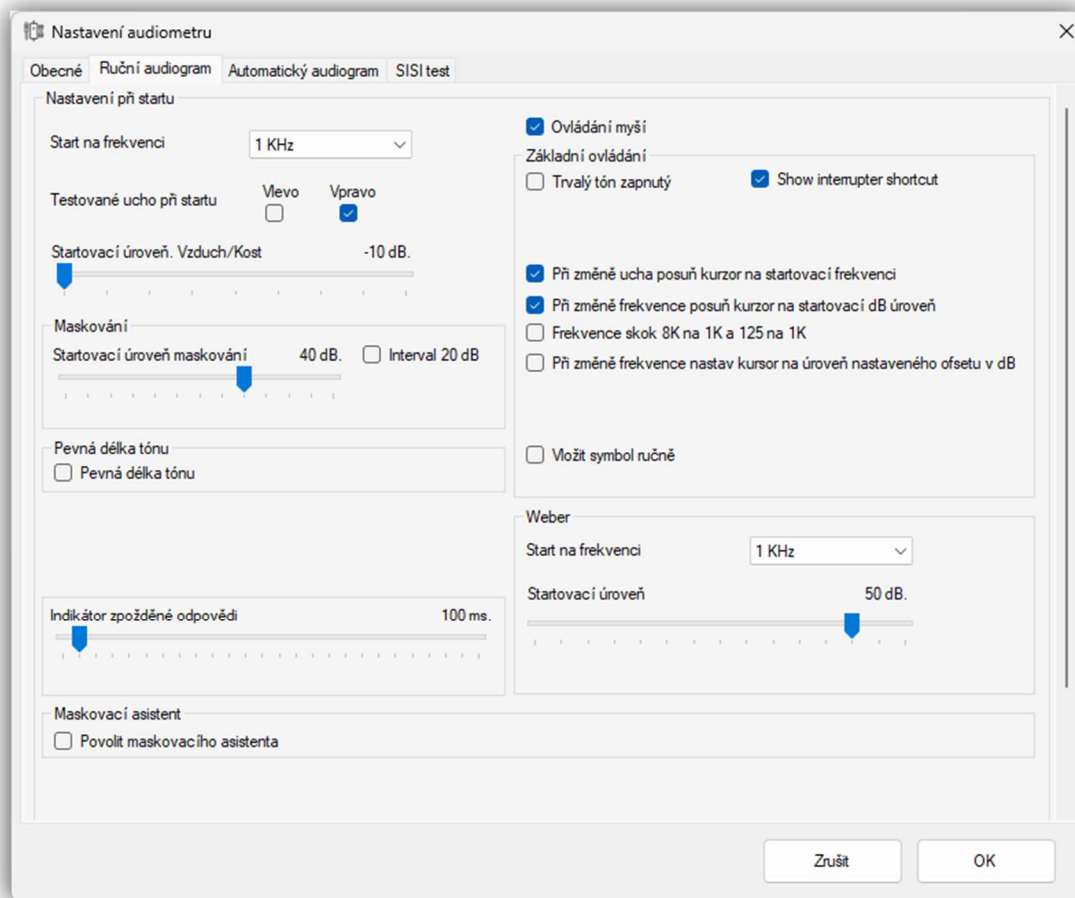 Nastavení audiometru
Obecné Ruční audiogram Automatický audiogram SISI test
Nastavení při startu
Start na frekvenci 1 KHz
Testované ucho při startu Vlevo Vpravo
Startovací úroveň. Vzduch/Kost -10 dB.
Maskování
Startovací úroveň maskování 40 dB. Interval 20 dB
Pevná délka tónu
Pevná délka tónu
Indikátor zpožděné odpovědi 100 ms.
Ovládání myší
Základní ovládání
Trvalý tón zapnutý Show interrupter shortcut
Při změně ucha posuň kurzor na startovací frekvenci
Při změně frekvence posuň kurzor na startovací dB úroveň
Frekvence skok 8K na 1K a 125 na 1K
Při změně frekvence nastav kursor na úroveň nastaveného ofsetu v dB
Vložit symbol ručně
Weber
Start na frekvenci 1 KHz
Startovací úroveň 50 dB.
Maskovací asistent
Povolit maskovacího asistenta
Zrušit OK